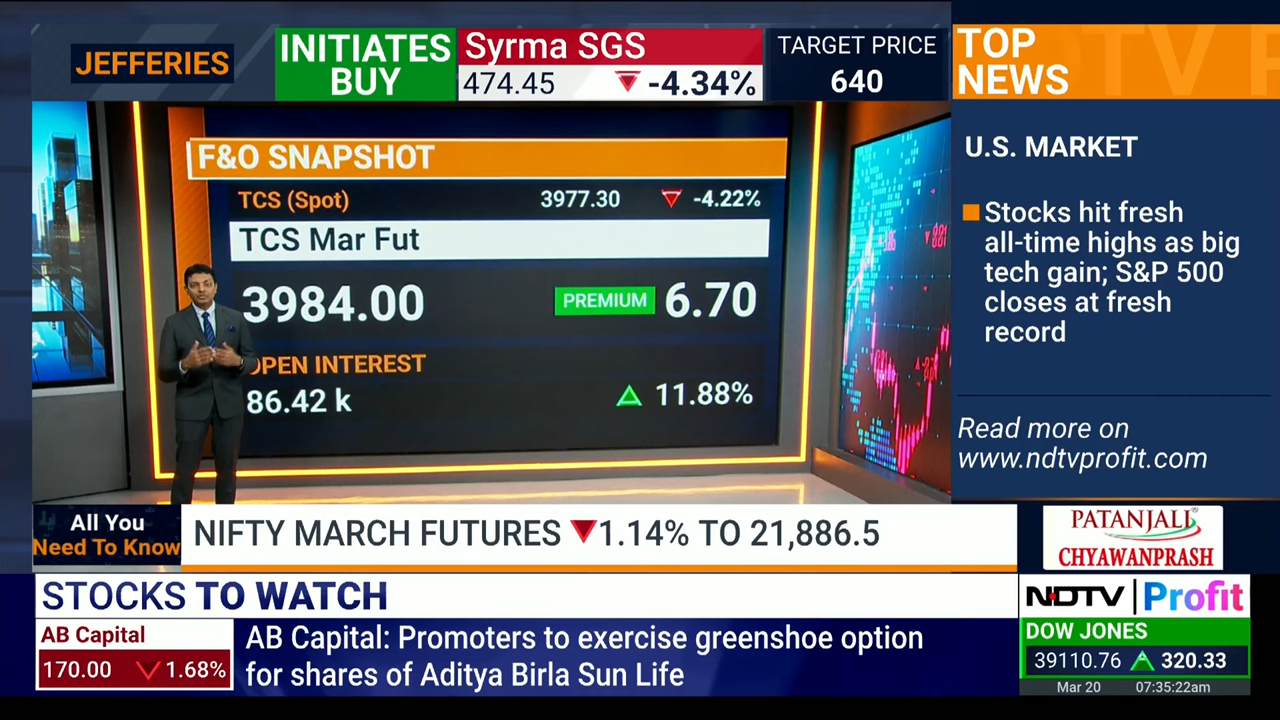 JEFFERIES
INITIATES
BUY
Syrma SGS
474.45 ▼ -4.34%
TARGET PRICE
640
TOP
NEWS
F&O SNAPSHOT
TCS (Spot) 3977.30 ▼ -4.22%
TCS Mar Fut
3984.00 PREMIUM 6.70
OPEN INTEREST
86.42 k ▲ 11.88%
U.S. MARKET
Stocks hit fresh
all-time highs as big
tech gain; S&P 500
closes at fresh
record
Read more on
www.ndtvprofit.com
All You
Need To Know
NIFTY MARCH FUTURES ▼1.14% TO 21,886.5
PATANJALI
CHYAWANPRASH
STOCKS TO WATCH
AB Capital
170.00 ▼ 1.68%
AB Capital: Promoters to exercise greenshoe option
for shares of Aditya Birla Sun Life
NDTV Profit
DOW JONES
39110.76 ▲ 320.33
Mar 20 07:35:22am